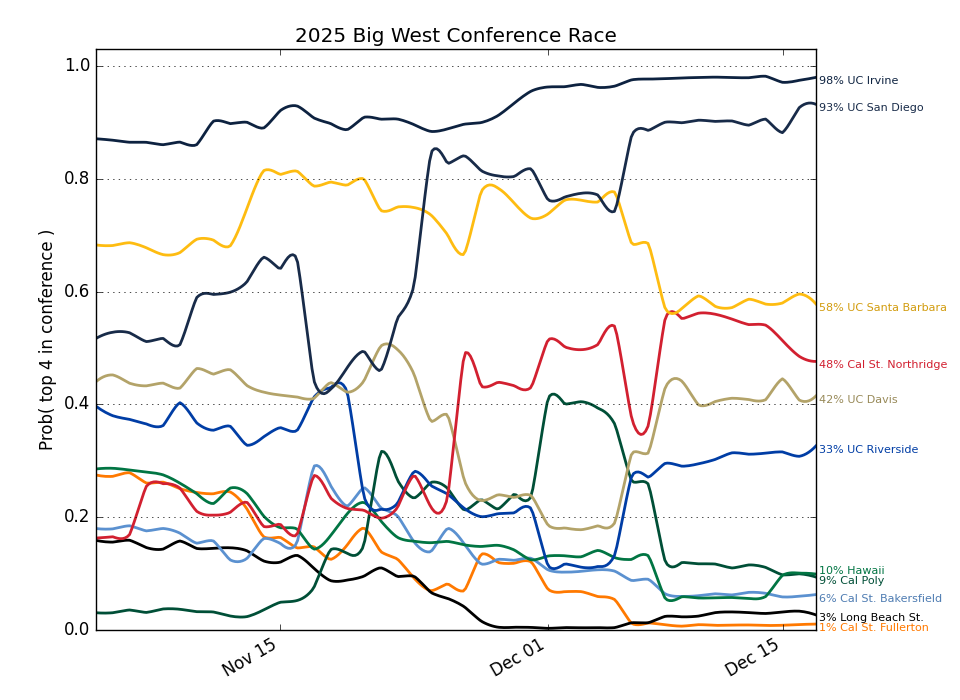 2025 Big West Conference Race
Prob( top 4 in conference )
1.0
0.8
0.6
0.4
0.2
0.0
Nov 15
Dec 01
Dec 15
98% UC Irvine
93% UC San Diego
58% UC Santa Barbara
48% Cal St. Northridge
42% UC Davis
33% UC Riverside
10% Hawaii
9% Cal Poly
6% Cal St. Bakersfield
3% Long Beach St.
1% Cal St. Fullerton